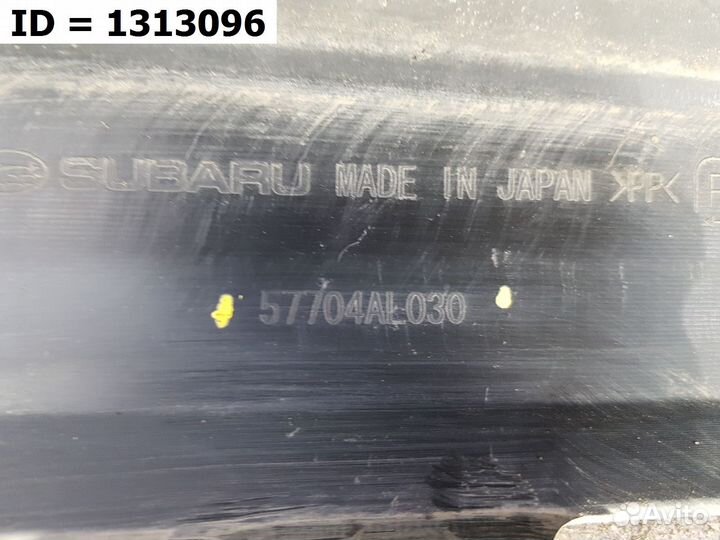 ID = 1313096
SUBARU MADE IN JAPAN >PP<
57704AL030
Avito